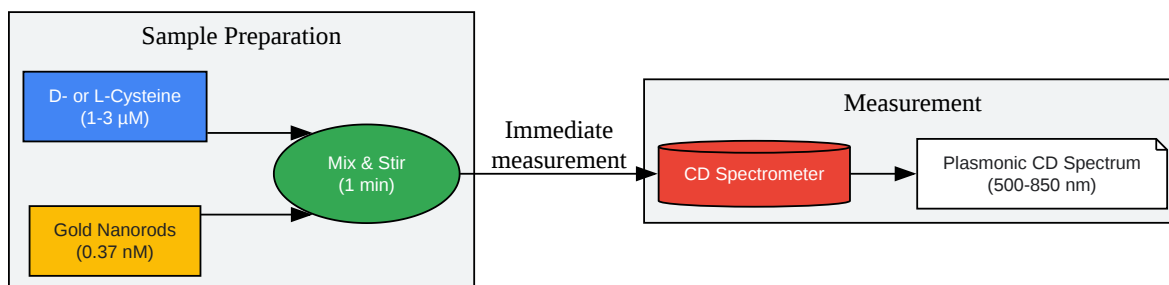 Sample Preparation
D- or L-Cysteine
(1-3 µM)
Gold Nanorods
(0.37 nM)
Mix & Stir
(1 min)
Immediate
measurement
Measurement
CD Spectrometer
Plasmonic CD Spectrum
(500-850 nm)